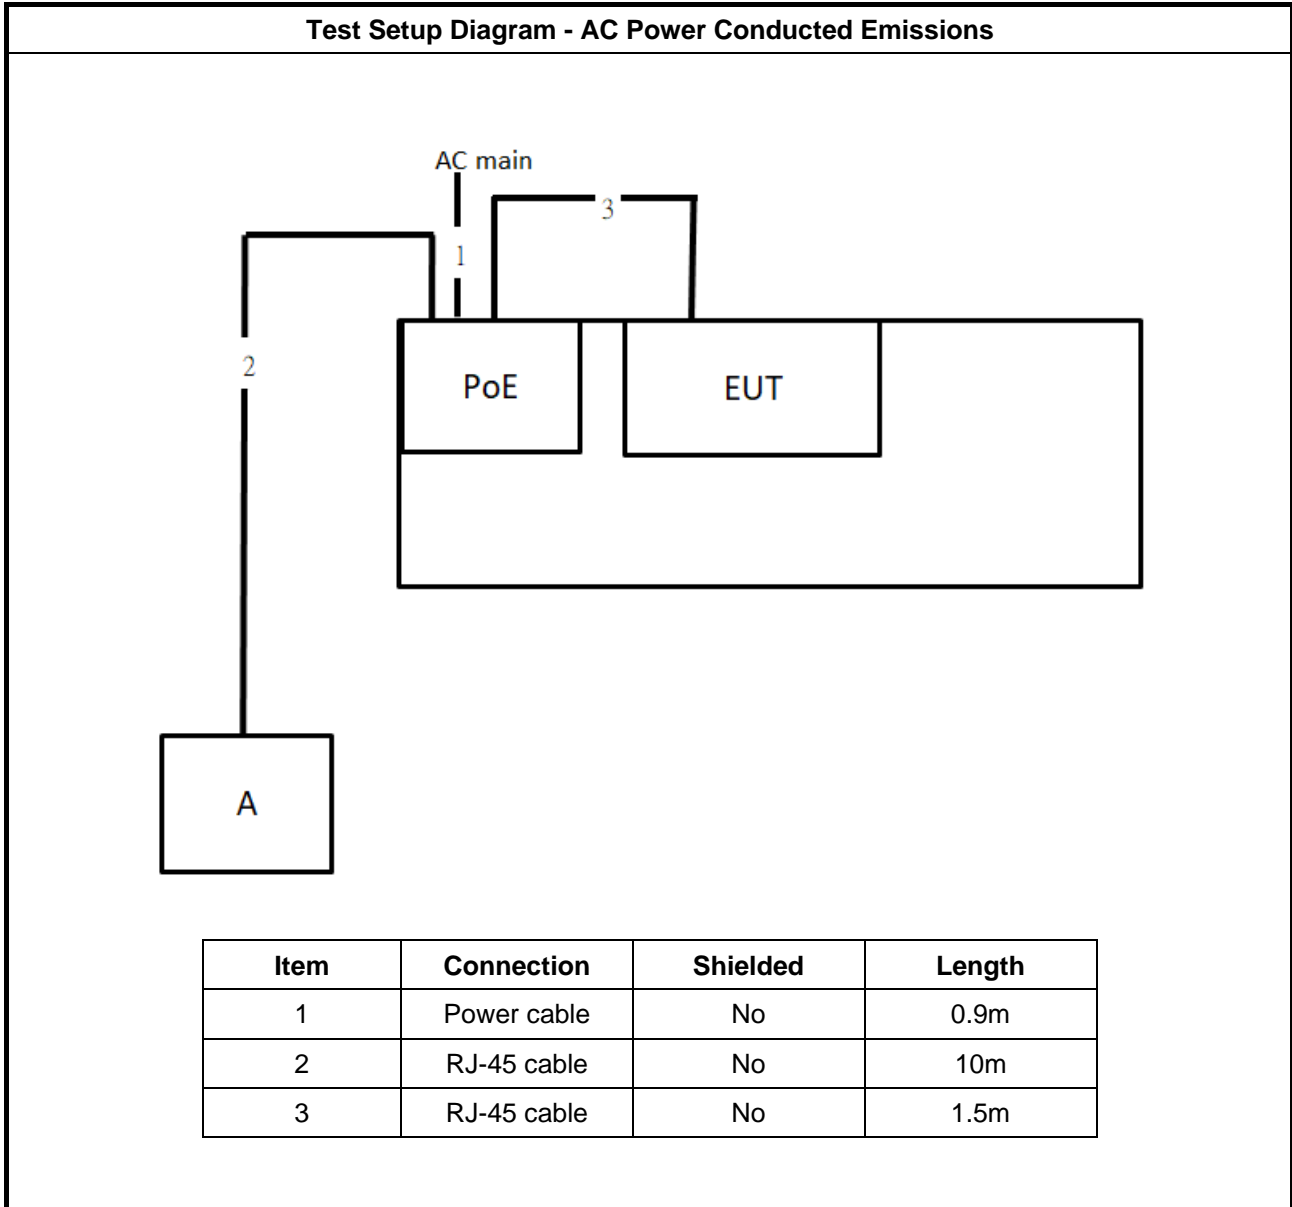 Test Setup Diagram - AC Power Conducted Emissions
AC main
3
1
2
PoE
EUT
A
Item Connection Shielded Length
1 Power cable No 0.9m
2 RJ-45 cable No 10m
3 RJ-45 cable No 1.5m